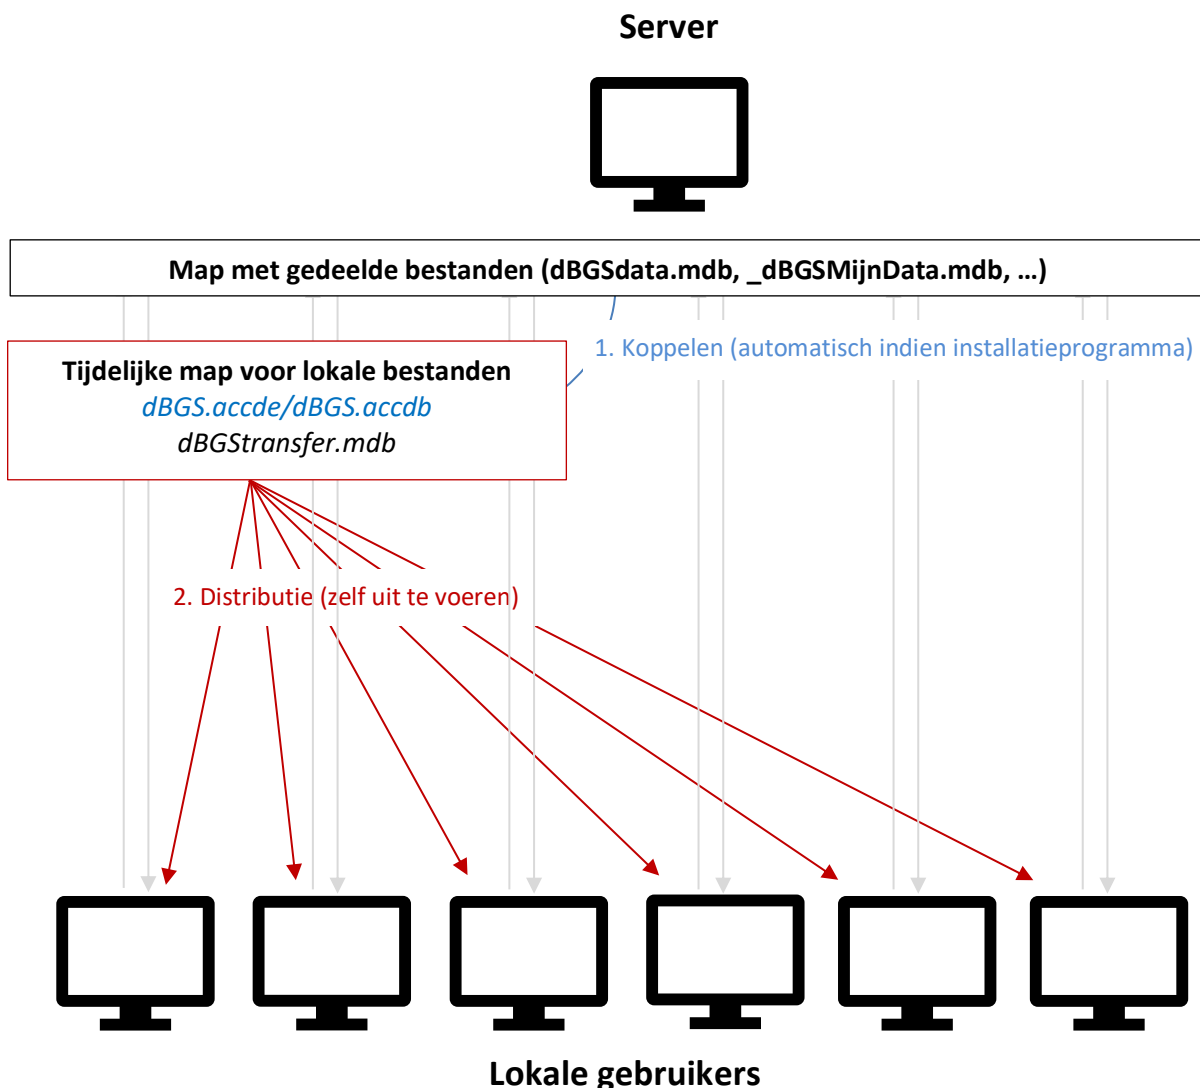 Server
Map met gedeelde bestanden (dBGSdata.mdb, _dBGSMijnData.mdb, …)
1. Koppelen (automatisch indien installatieprogramma)
Tijdelijke map voor lokale bestanden
dBGS.accde/dBGS.accdb
dBGStransfer.mdb
2. Distributie (zelf uit te voeren)
Lokale gebruikers